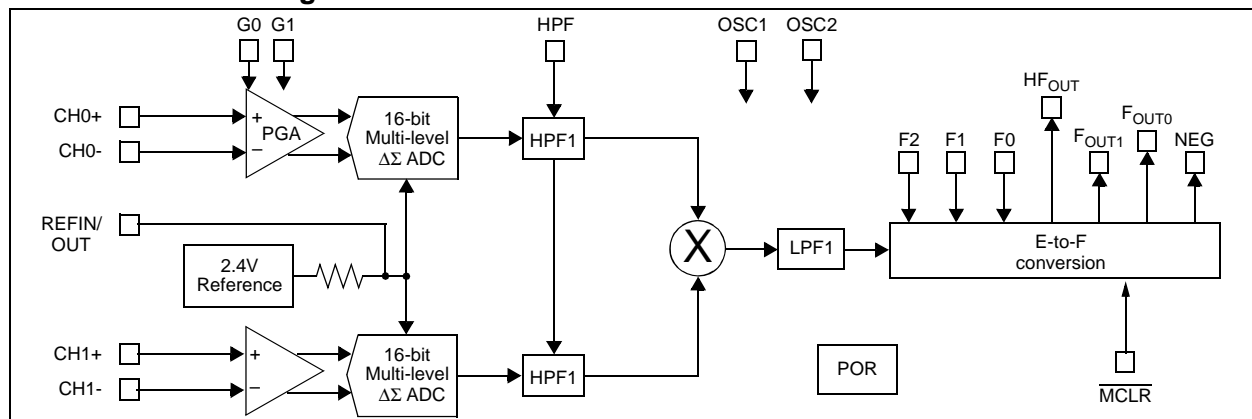 G0 G1 HPF OSC1 OSC2
HFOUT
FOUT0
CH0+
+
PGA
16-bit
Multi-level
ΔΣ ADC
HPF1
F2 F1 F0 FOUT1 NEG
CH0-
–
REFIN/
OUT
2.4V
Reference
X
LPF1
E-to-F
conversion
CH1+
+
16-bit
Multi-level
ΔΣ ADC
HPF1
POR
CH1-
–
MCLR